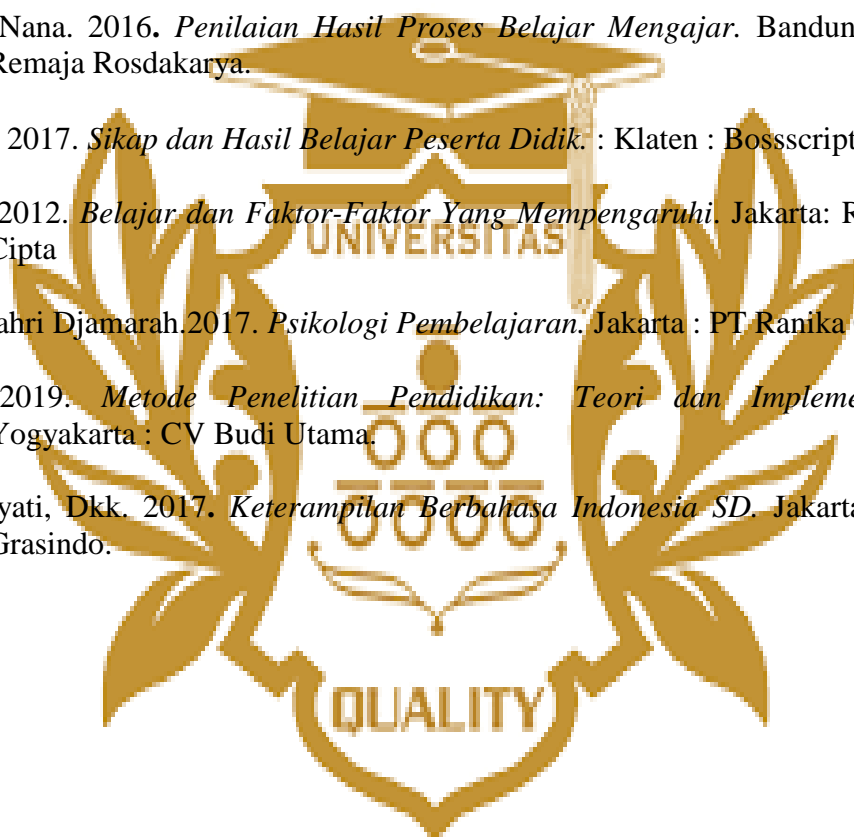 Nana. 2016. Penilaian Hasil Proses Belajar Mengajar. Bandun
Remaja Rosdakarya.
2017. Sikap dan Hasil Belajar Peserta Didik. : Klaten : Bossscript
2012. Belajar dan Faktor-Faktor Yang Mempengaruhi. Jakarta: R
Cipta
UNIVERSITAS
ahri Djamarah.2017. Psikologi Pembelajaran. Jakarta : PT Ranika
2019. Metode Penelitian Pendidikan: Teori dan Impleme
Yogyakarta : CV Budi Utama.
yati, Dkk. 2017. Keterampilan Berbahasa Indonesia SD. Jakarta
Grasindo.
QUALITY